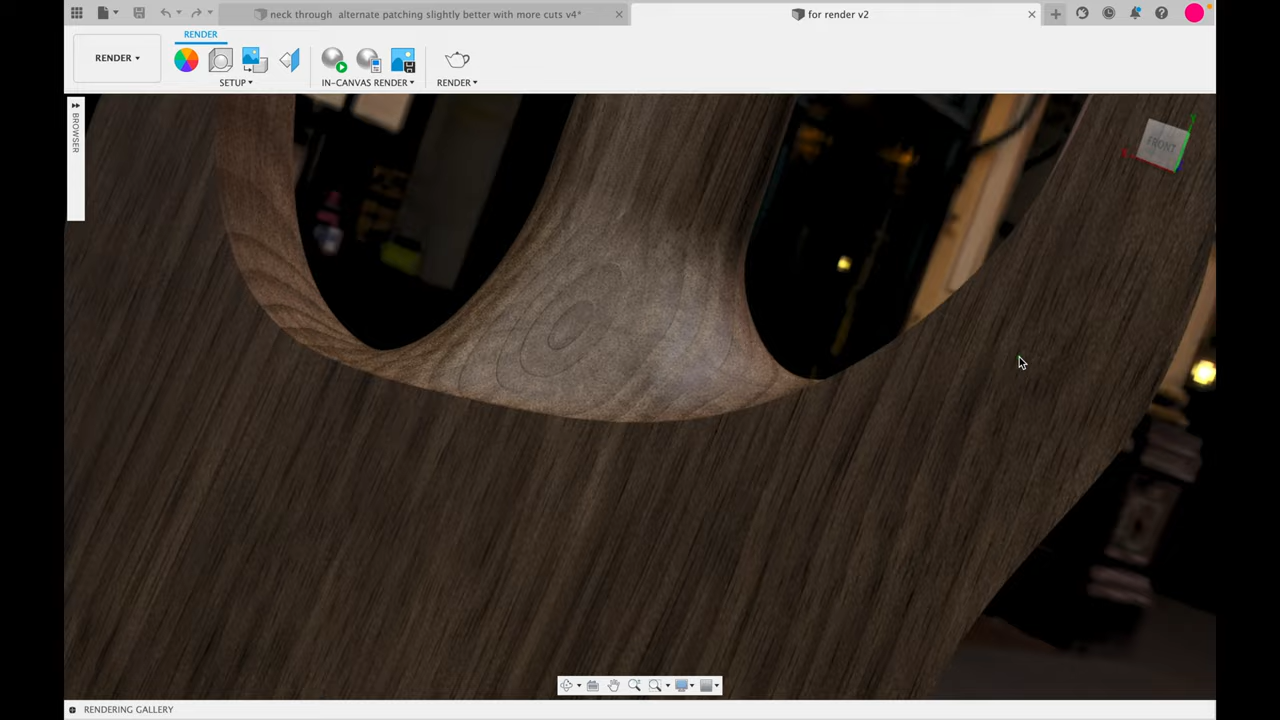 neck through  alternate patching slightly better with more cuts v4*
for render v2
RENDER
RENDER
SETUP
IN-CANVAS RENDER
RENDER
BROWSER
FRONT
RENDERING GALLERY